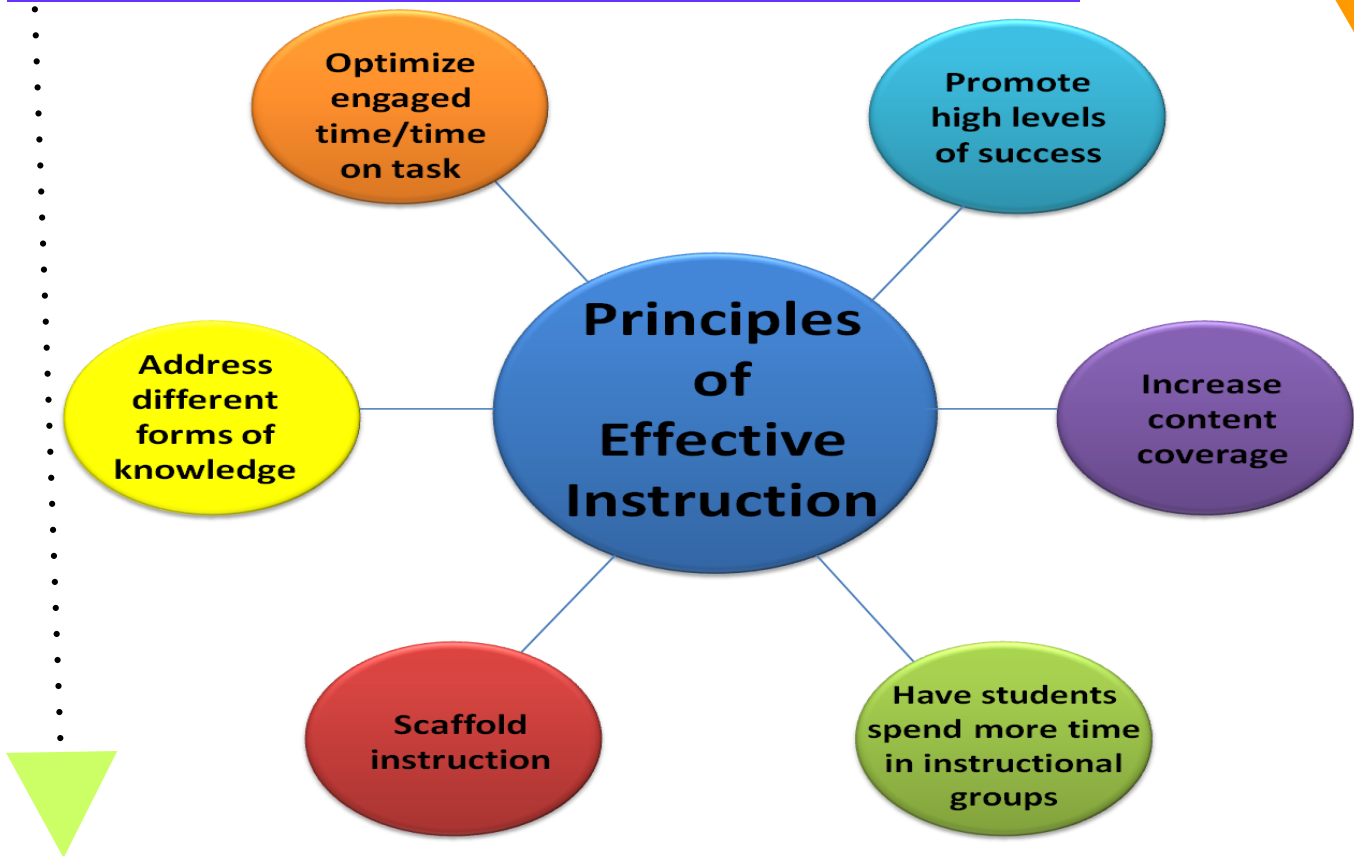 Optimize
engaged
time/time
on task
Promote
high levels
of success
Principles
of
Effective
Instruction
Address
different
forms of
knowledge
Increase
content
coverage
Scaffold
instruction
Have students
spend more time
in instructional
groups